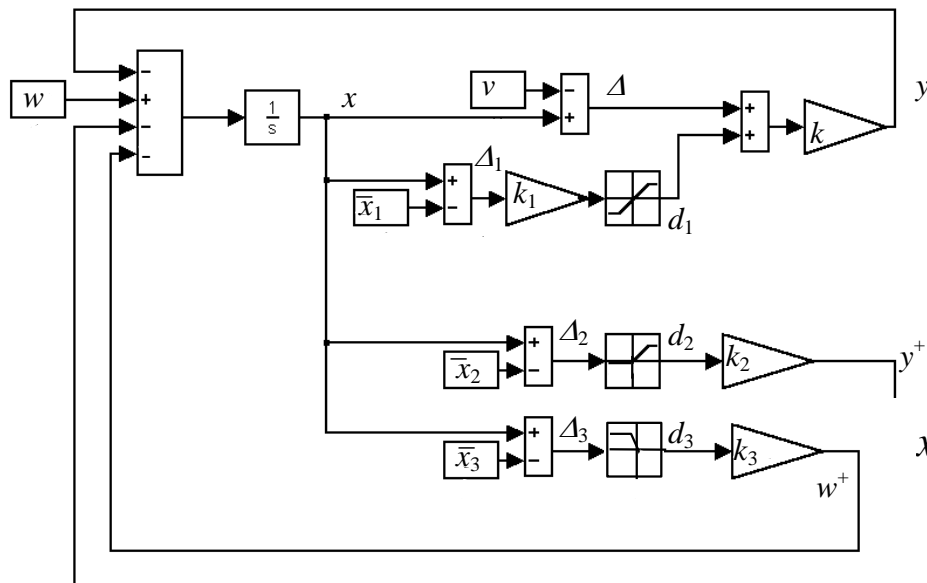 y
−
w
+
−
−
1
s
x
v
−
+
Δ
+
+
k
x̅₁
+
−
Δ₁
k₁
d₁
x̅₂
+
−
Δ₂
d₂
k₂
y⁺
x̅₃
+
−
Δ₃
d₃
k₃
w⁺